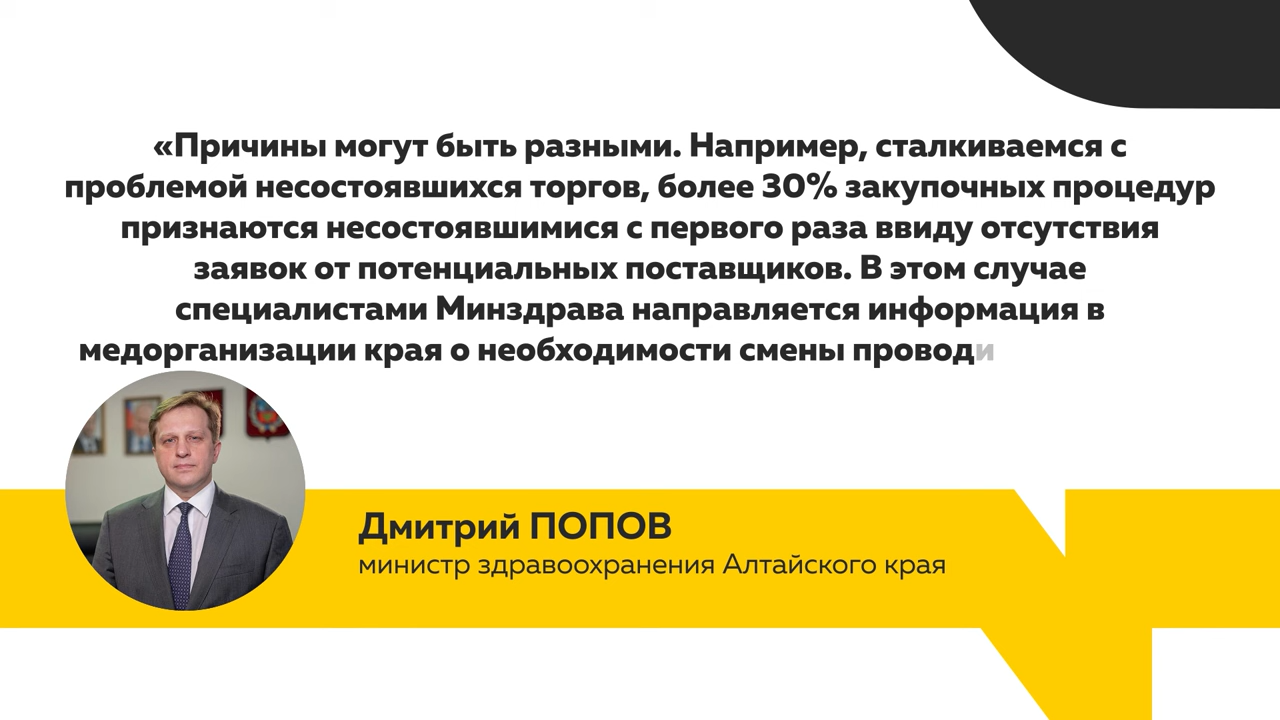 «Причины могут быть разными. Например, сталкиваемся с
проблемой несостоявшихся торгов, более 30% закупочных процедур
признаются несостоявшимися с первого раза ввиду отсутствия
заявок от потенциальных поставщиков. В этом случае
специалистами Минздрава направляется информация в
медорганизации края о необходимости смены проводи
Дмитрий ПОПОВ
министр здравоохранения Алтайского края